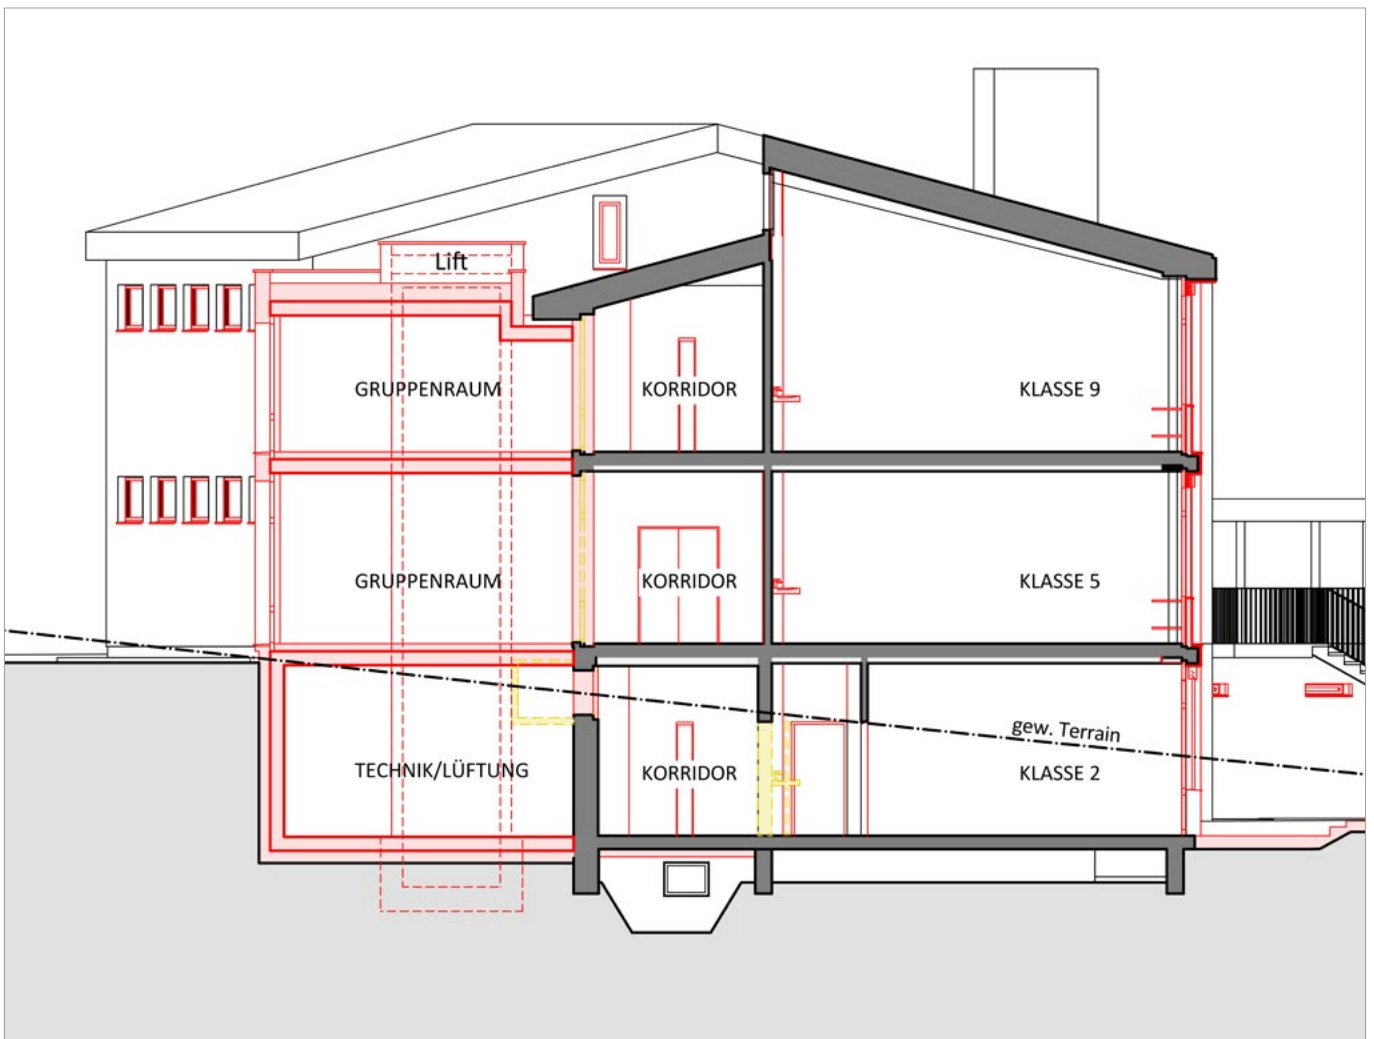 Lift
GRUPPENRAUM
KORRIDOR
KLASSE 9
GRUPPENRAUM
KORRIDOR
KLASSE 5
gew. Terrain
TECHNIK/LÜFTUNG
KORRIDOR
KLASSE 2